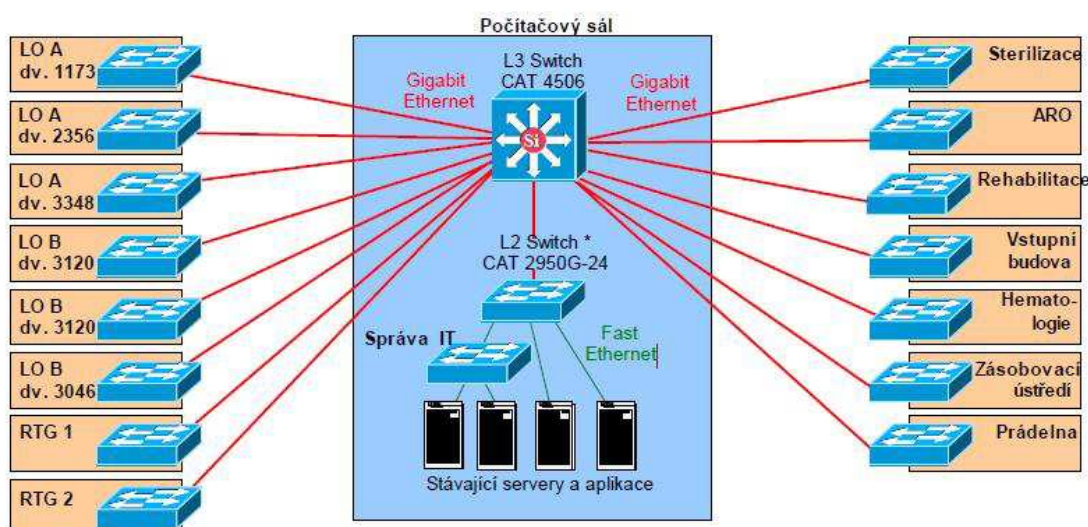 Počítačový sál
LO A
dv. 1173
LO A
dv. 2356
LO A
dv. 3348
LO B
dv. 3120
LO B
dv. 3120
LO B
dv. 3046
RTG 1
RTG 2
Gigabit
Ethernet
L3 Switch
CAT 4506
Gigabit
Ethernet
Si
L2 Switch *
CAT 2950G-24
Správa IT
Fast
Ethernet
Stávající servery a aplikace
Sterilizace
ARO
Rehabilitace
Vstupní
budova
Hemato-
logie
Zásobovací
ústředí
Prádelna